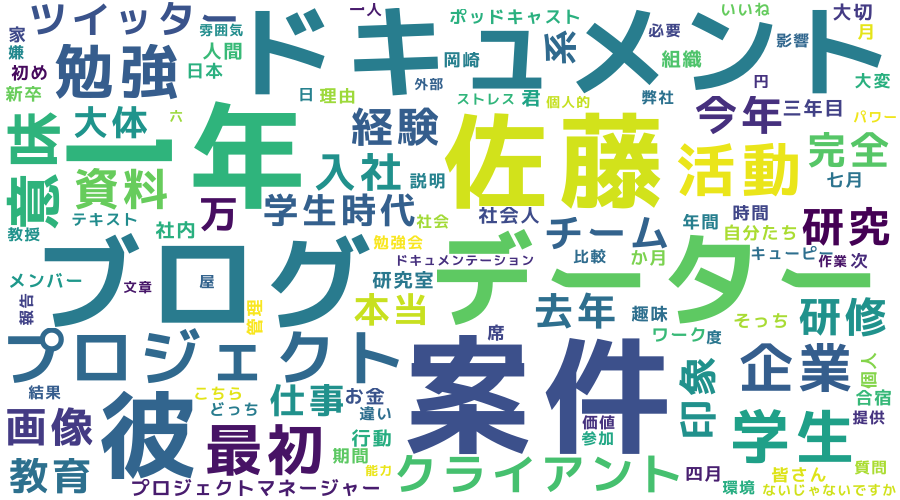 家
ツイッター
雰囲気
一人
ポッドキャスト
いいね
大切
嫌
勉強
人間
ドキュメント
岡崎
系
必要
影響
月
初め
日本
外部
組織
大変
新卒
日
理由
ストレス
君
個人的
弊社
円
六
意味
大体
二年
経験
佐藤
今年
三年目
パワー
資料
入社
説明
活動
完全
七月
テキスト
教授
社内
万
学生時代
社会
社会人
チーム
年間
時間
自分たち
研究
勉強会
ドキュメンテーション
比較
か月
キューピー
作業
次
メンバー
文章
ブログ
屋
研究室
データー
報告
管理
本当
去年
趣味
そっち
研修
プロジェクト
席
ワーク
度
案件
印象
企業
個人
結果
彼
こちら
どっち
仕事
お金
違い
価値
参加
合宿
提供
画像
最初
行動
学生
教育
期間
能力
クライアント
四月
皆さん
質問
プロジェクトマネージャー
環境
ないじゃないですか